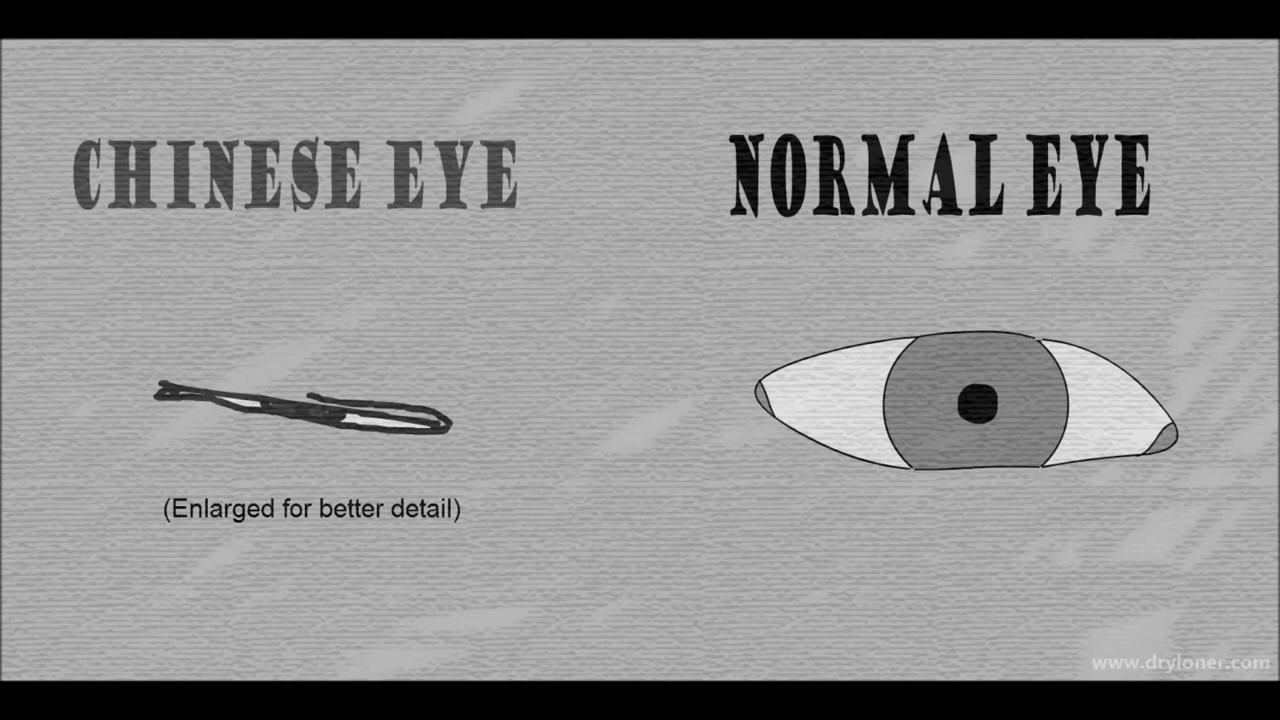 CHINESE EYE
NORMAL EYE
(Enlarged for better detail)
www.dryloner.com